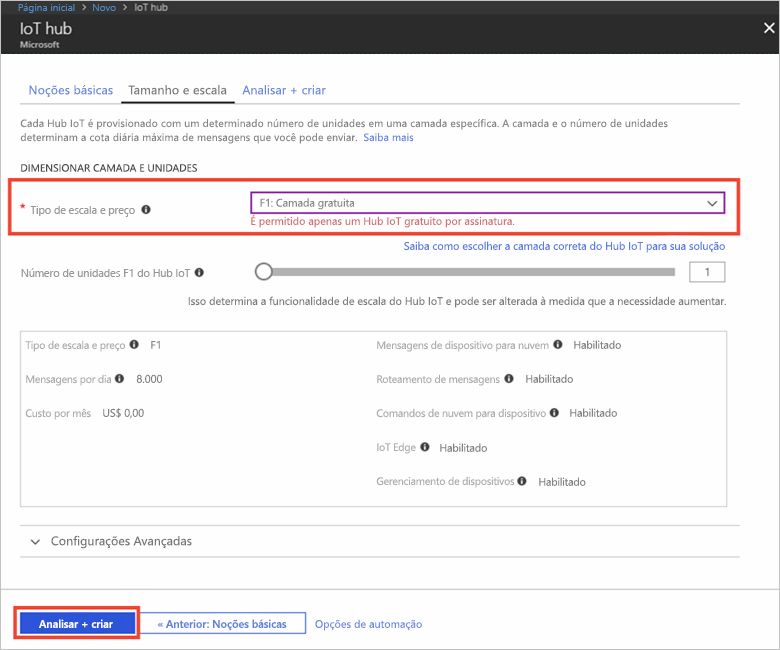 Página inicial > Novo > IoT hub
IoT hub
Microsoft
Noções básicas Tamanho e escala Analisar + criar
Cada Hub IoT é provisionado com um determinado número de unidades em uma camada específica. A camada e o número de unidades
determinam a cota diária máxima de mensagens que você pode enviar. Saiba mais
DIMENSIONAR CAMADA E UNIDADES
* Tipo de escala e preço F1: Camada gratuita
É permitido apenas um Hub IoT gratuito por assinatura.
Saiba como escolher a camada correta do Hub IoT para sua solução
Número de unidades F1 do Hub IoT 1
Isso determina a funcionalidade de escala do Hub IoT e pode ser alterada à medida que a necessidade aumentar.
Tipo de escala e preço F1 Mensagens de dispositivo para nuvem Habilitado
Mensagens por dia 8.000 Roteamento de mensagens Habilitado
Custo por mês US$ 0,00 Comandos de nuvem para dispositivo Habilitado
IoT Edge Habilitado
Gerenciamento de dispositivos Habilitado
Configurações Avançadas
Analisar + criar « Anterior: Noções básicas Opções de automação